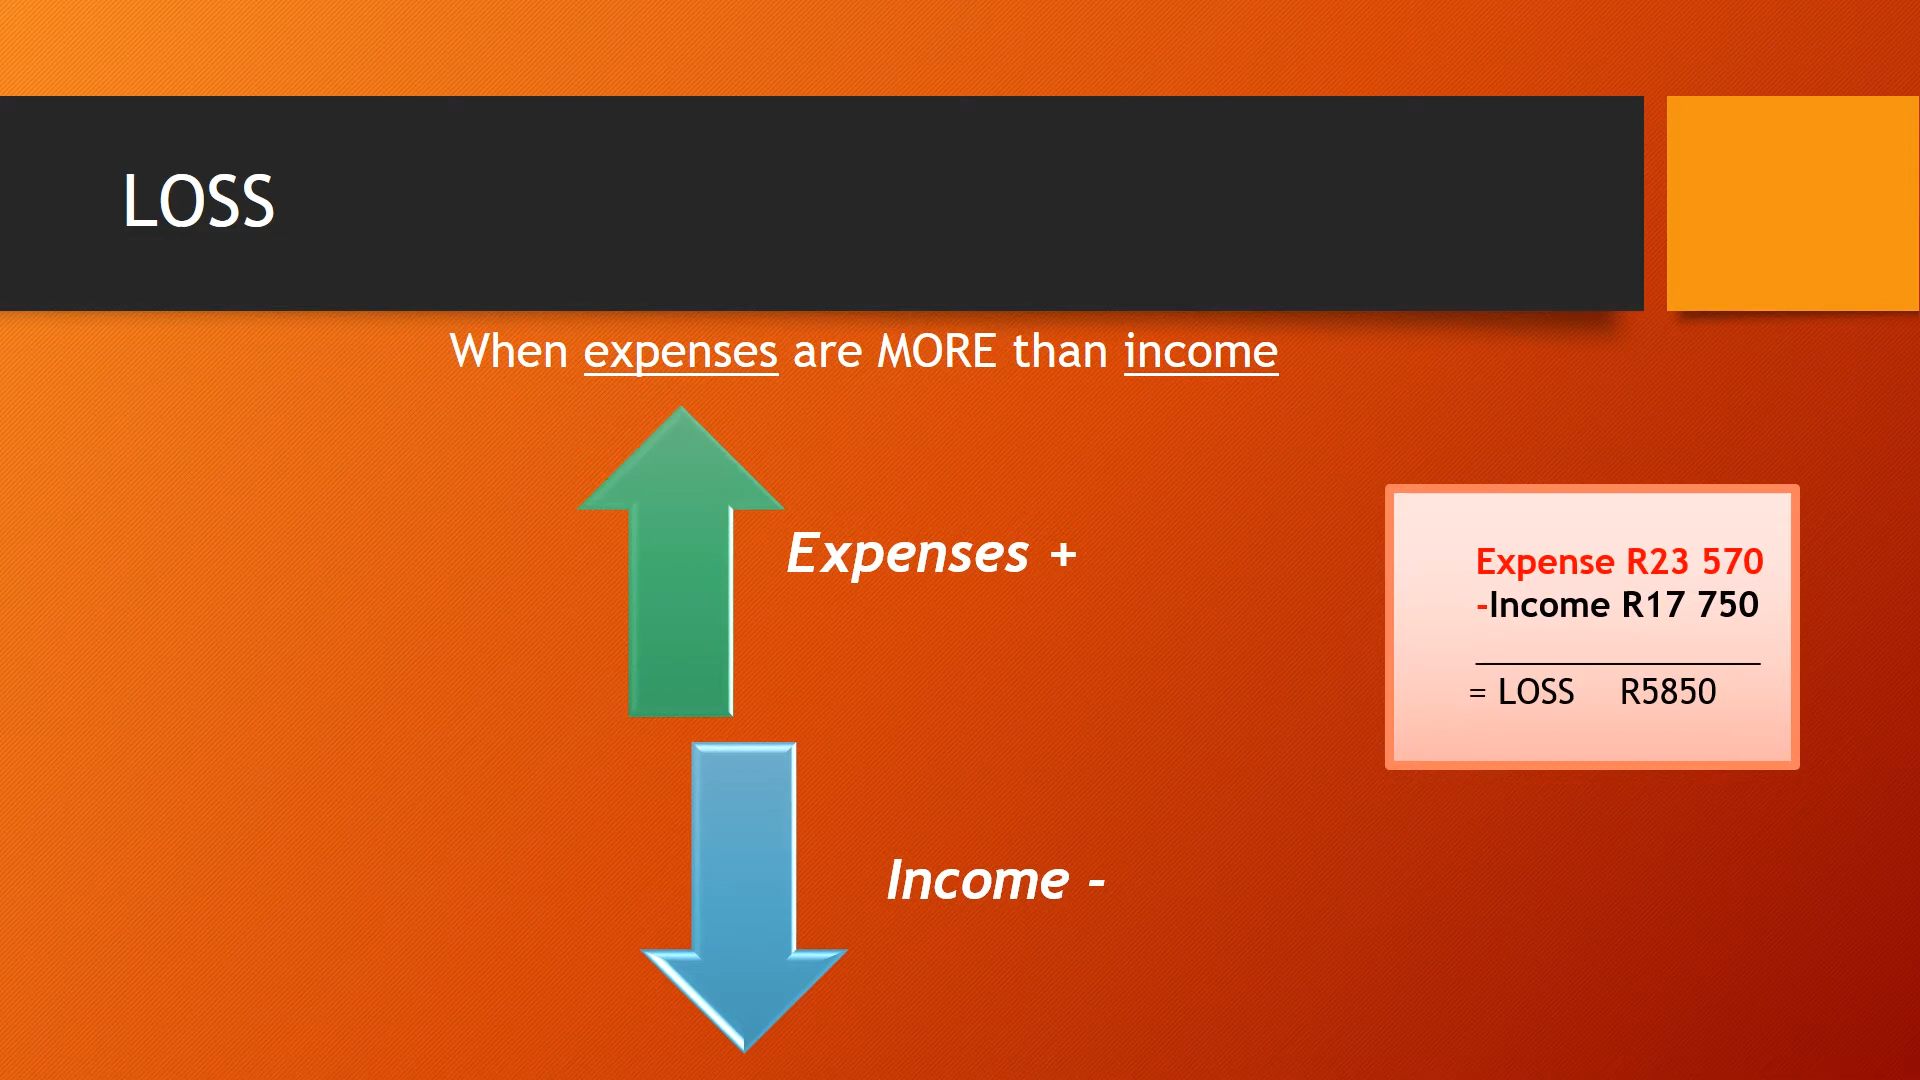 LOSS
When expenses are MORE than income
Expenses +
Expense R23 570
-Income R17 750
= LOSS R5850
Income -